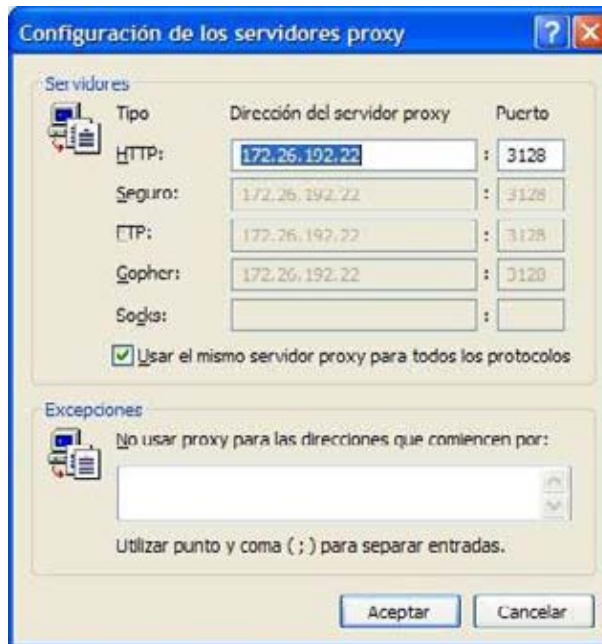 Configuración de los servidores proxy
Servidores
Tipo Dirección del servidor proxy Puerto
HTTP: 172.26.192.22 : 3128
Seguro: 172.26.192.22 : 3128
FTP: 172.26.192.22 : 3128
Gopher: 172.26.192.22 : 3128
Socks: :
Usar el mismo servidor proxy para todos los protocolos
Excepciones
No usar proxy para las direcciones que comiencen por:
Utilizar punto y coma ( ; ) para separar entradas.
Aceptar Cancelar